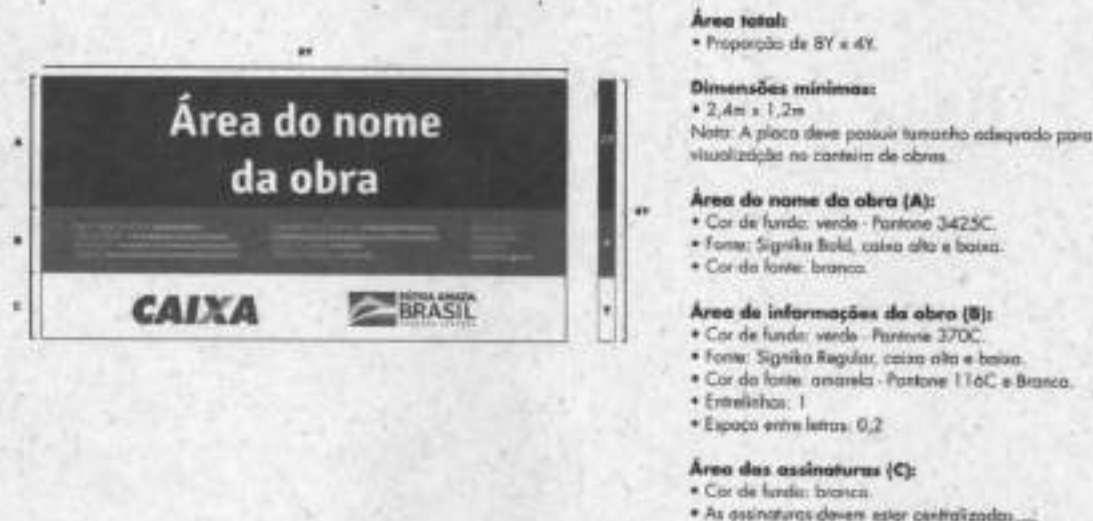 8Y
A
B
C
Área do nome
da obra
CAIXA
PÁTRIA AMADA
BRASIL
2Y
Y
Y
4Y
Área total:
• Proporção de 8Y x 4Y.
Dimensões mínimas:
• 2,4m x 1,2m
Nota: A placa deve possuir tamanho adequado para
visualização no canteiro de obras.
Área do nome da obra (A):
• Cor de fundo: verde - Pantone 3425C.
• Fonte: Signika Bold, caixa alta e baixa.
• Cor da fonte: branca.
Área de informações da obra (B):
• Cor de fundo: verde - Pantone 370C.
• Fonte: Signika Regular, caixa alta e baixa.
• Cor da fonte: amarela - Pantone 116C e Branca.
• Entrelinhas: 1
• Espaço entre letras: 0,2
Área das assinaturas (C):
• Cor de fundo: branca.
• As assinaturas devem estar centralizadas